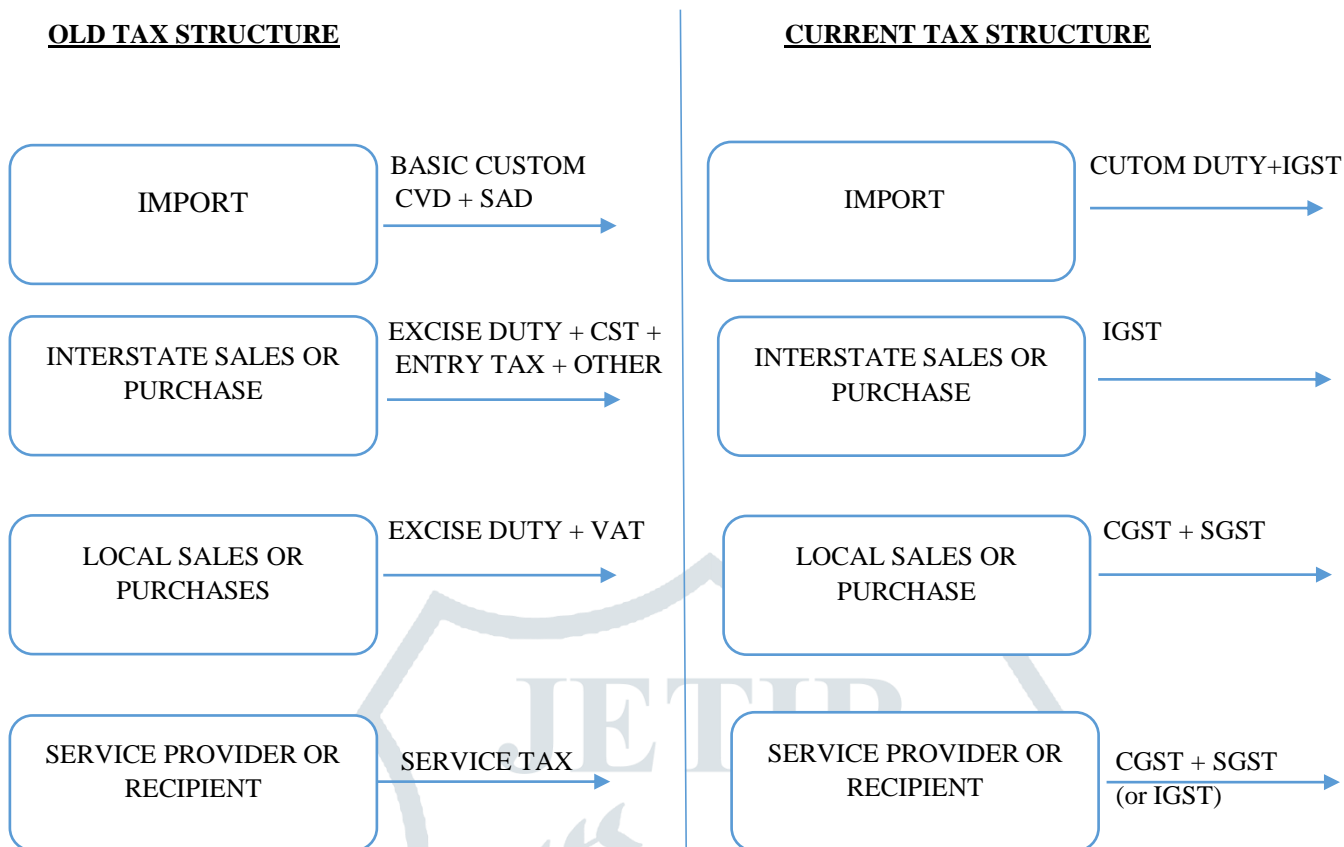 OLD TAX STRUCTURE
CURRENT TAX STRUCTURE
IMPORT
BASIC CUSTOM
CVD + SAD
IMPORT
CUTOM DUTY+IGST
INTERSTATE SALES OR
PURCHASE
EXCISE DUTY + CST +
ENTRY TAX + OTHER
INTERSTATE SALES OR
PURCHASE
IGST
LOCAL SALES OR
PURCHASES
EXCISE DUTY + VAT
LOCAL SALES OR
PURCHASE
CGST + SGST
SERVICE PROVIDER OR
RECIPIENT
SERVICE TAX
SERVICE PROVIDER OR
RECIPIENT
CGST + SGST
(or IGST)
JETIR